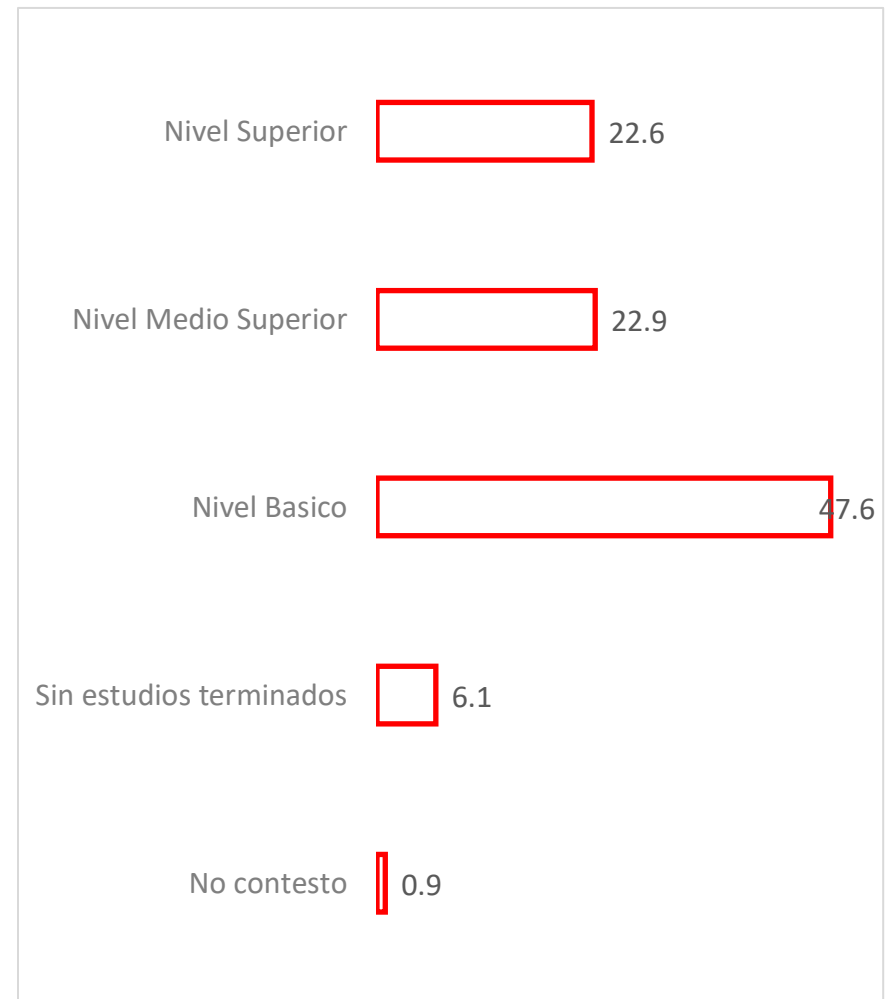 Nivel Superior 22.6
Nivel Medio Superior 22.9
Nivel Basico 47.6
Sin estudios terminados 6.1
No contesto 0.9